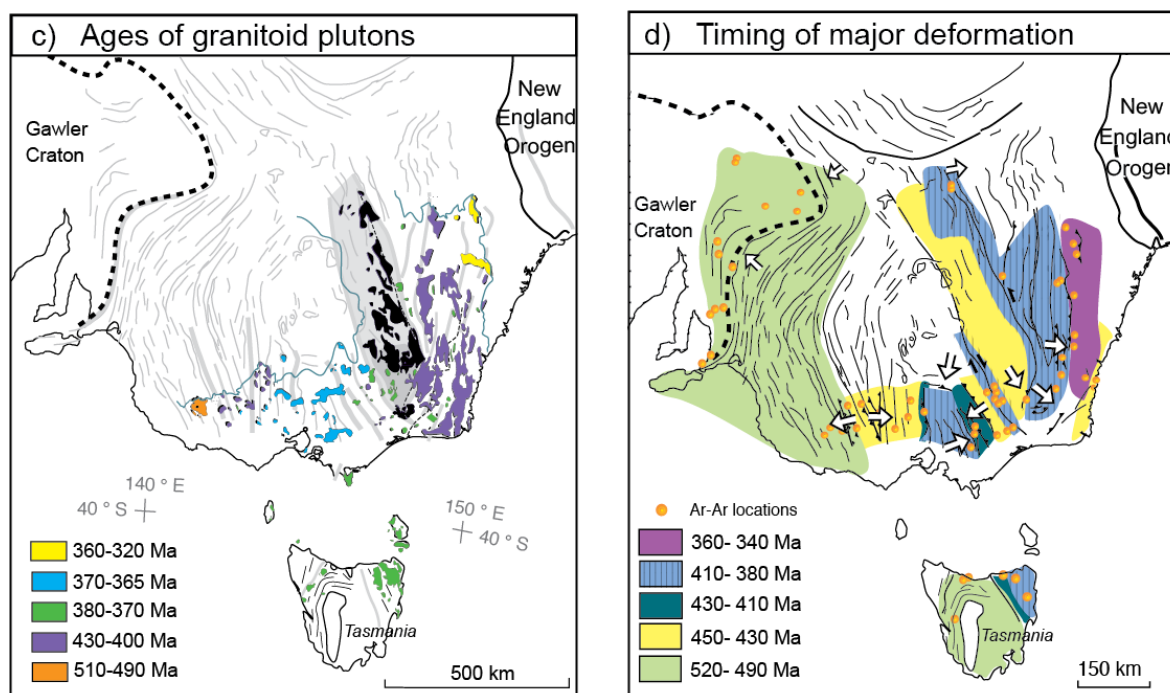 c) Ages of granitoid plutons
New
England
Orogen
Gawler
Craton
140 ° E
40 ° S
150 ° E
40 ° S
360-320 Ma
370-365 Ma
380-370 Ma
430-400 Ma
510-490 Ma
Tasmania
500 km
d) Timing of major deformation
New
England
Orogen
Gawler
Craton
Ar-Ar locations
360- 340 Ma
410- 380 Ma
430- 410 Ma
450- 430 Ma
520- 490 Ma
Tasmania
150 km